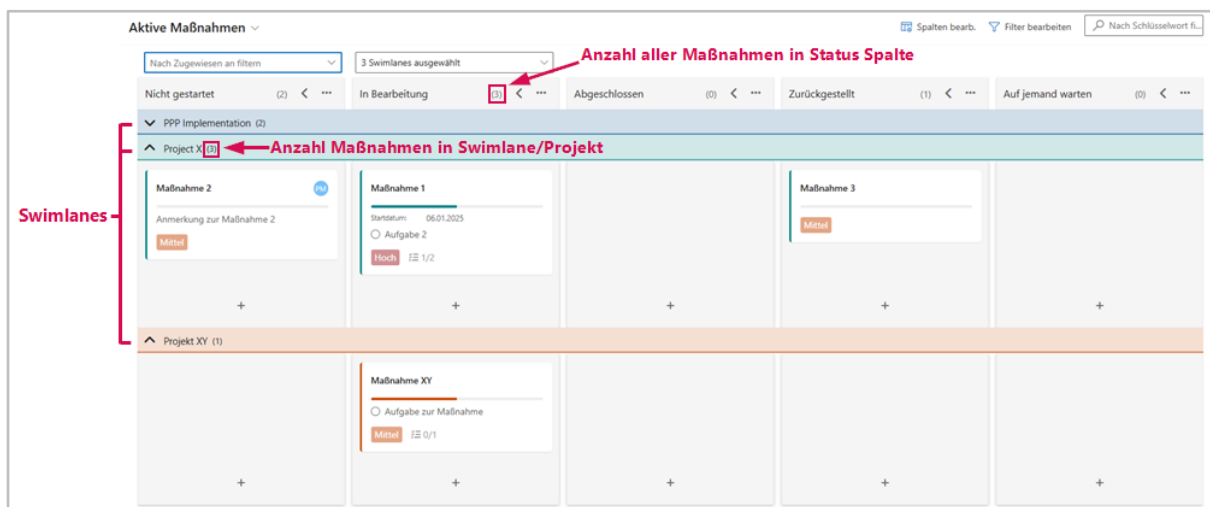 Aktive Maßnahmen
Spalten bearb.
Filter bearbeiten
Nach Schlüsselwort fi...
Nach Zugewiesen an filtern
3 Swimlanes ausgewählt
Anzahl aller Maßnahmen in Status Spalte
Nicht gestartet (2)
In Bearbeitung (3)
Abgeschlossen (0)
Zurückgestellt (1)
Auf jemand warten (0)
PPP Implementation (2)
Project X (3)
Anzahl Maßnahmen in Swimlane/Projekt
Swimlanes
Maßnahme 2 PM
Anmerkung zur Maßnahme 2
Mittel
Maßnahme 1
Startdatum: 06.01.2025
Aufgabe 2
Hoch 1/2
Maßnahme 3
Mittel
+ + + + +
Projekt XY (1)
Maßnahme XY
Aufgabe zur Maßnahme
Mittel 0/1
+ + + + +